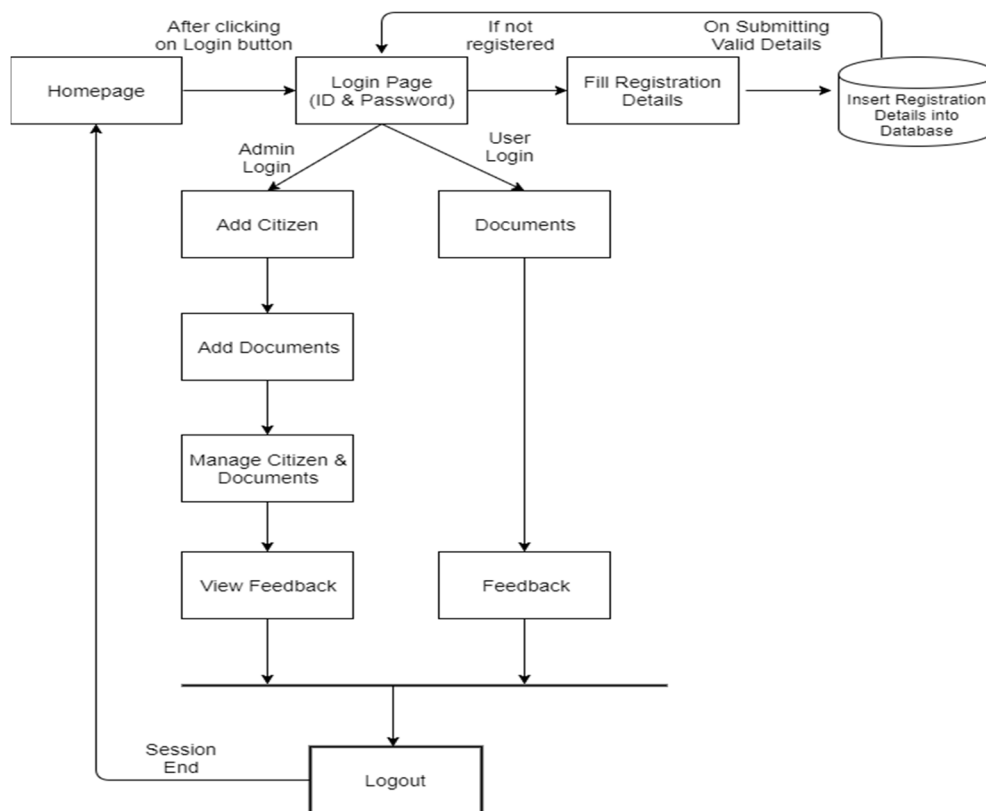 After clicking
on Login button
If not
registered
On Submitting
Valid Details
Homepage
Login Page
(ID & Password)
Fill Registration
Details
Insert Registration
Details into
Database
Admin
Login
User
Login
Add Citizen
Documents
Add Documents
Manage Citizen &
Documents
View Feedback
Feedback
Session
End
Logout